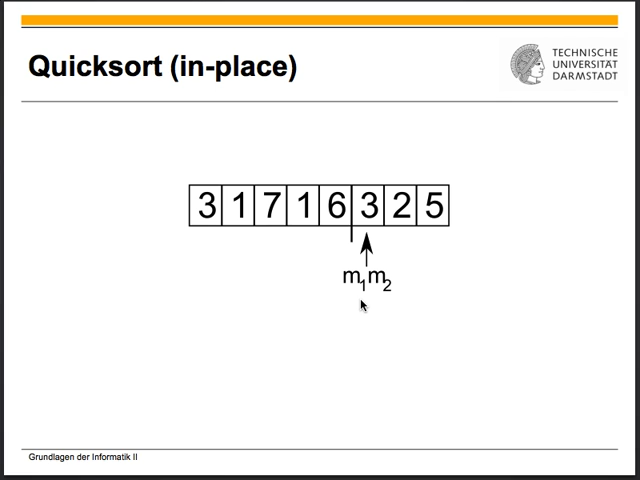 Quicksort (in-place)
TECHNISCHE
UNIVERSITÄT
DARMSTADT
3 1 7 1 6 3 2 5
m1m2
Grundlagen der Informatik II